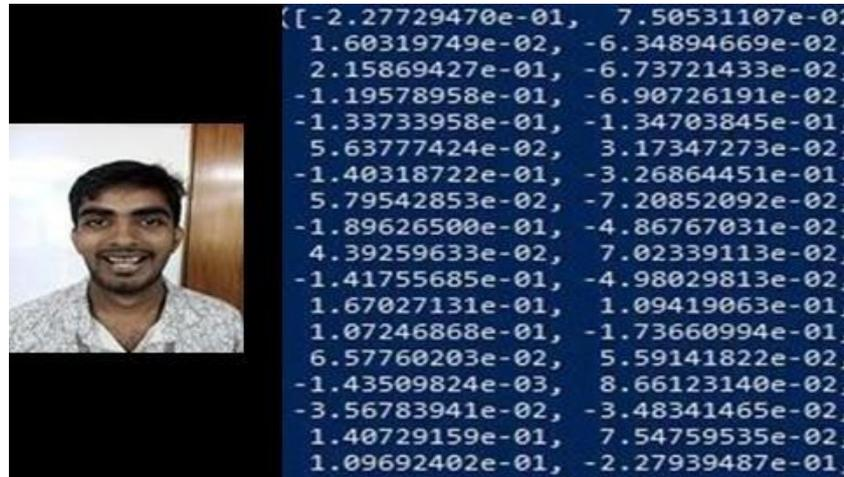 ([-2.27729470e-01, 7.50531107e-02
1.60319749e-02, -6.34894669e-02,
2.15869427e-01, -6.73721433e-02,
-1.19578958e-01, -6.90726191e-02,
-1.33733958e-01, -1.34703845e-01,
5.63777424e-02, 3.17347273e-02,
-1.40318722e-01, -3.26864451e-01,
5.79542853e-02, -7.20852092e-02,
-1.89626500e-01, -4.86767031e-02,
4.39259633e-02, 7.02339113e-02,
-1.41755685e-01, -4.98029813e-02,
1.67027131e-01, 1.09419063e-01,
1.07246868e-01, -1.73660994e-01,
6.57760203e-02, 5.59141822e-02,
-1.43509824e-03, 8.66123140e-02,
-3.56783941e-02, -3.48341465e-02,
1.40729159e-01, 7.54759535e-02,
1.09692402e-01, -2.27939487e-01,